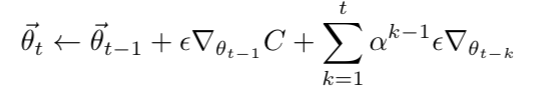 $\vec{\theta}_t \leftarrow \vec{\theta}_{t-1} + \epsilon \nabla_{\theta_{t-1}} C + \sum_{k=1}^{t} \alpha^{k-1} \epsilon \nabla_{\theta_{t-k}}$